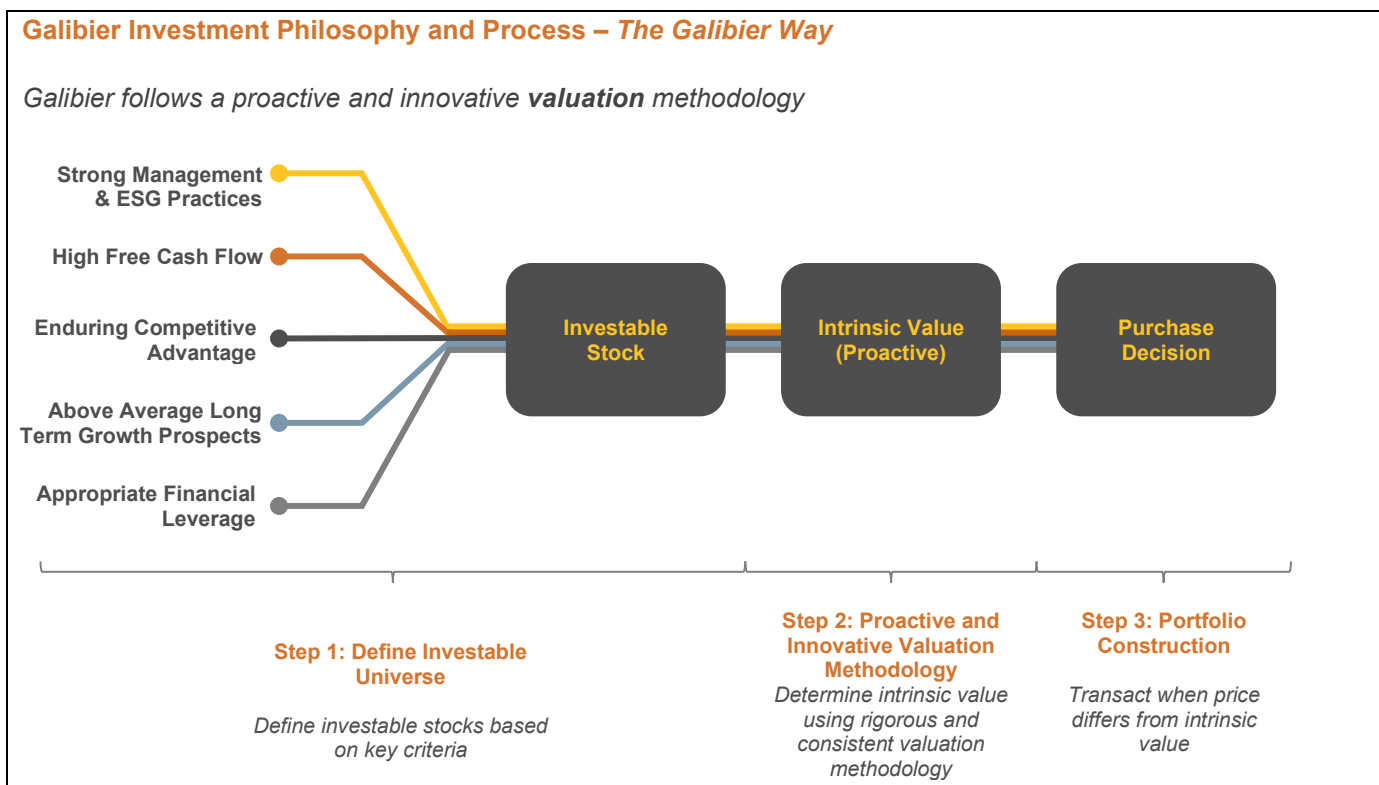 Galibier Investment Philosophy and Process – The Galibier Way
Galibier follows a proactive and innovative valuation methodology
Strong Management
& ESG Practices
High Free Cash Flow
Enduring Competitive
Advantage
Above Average Long
Term Growth Prospects
Appropriate Financial
Leverage
Investable
Stock
Intrinsic Value
(Proactive)
Purchase
Decision
Step 1: Define Investable
Universe
Define investable stocks based
on key criteria
Step 2: Proactive and
Innovative Valuation
Methodology
Determine intrinsic value
using rigorous and
consistent valuation
methodology
Step 3: Portfolio
Construction
Transact when price
differs from intrinsic
value